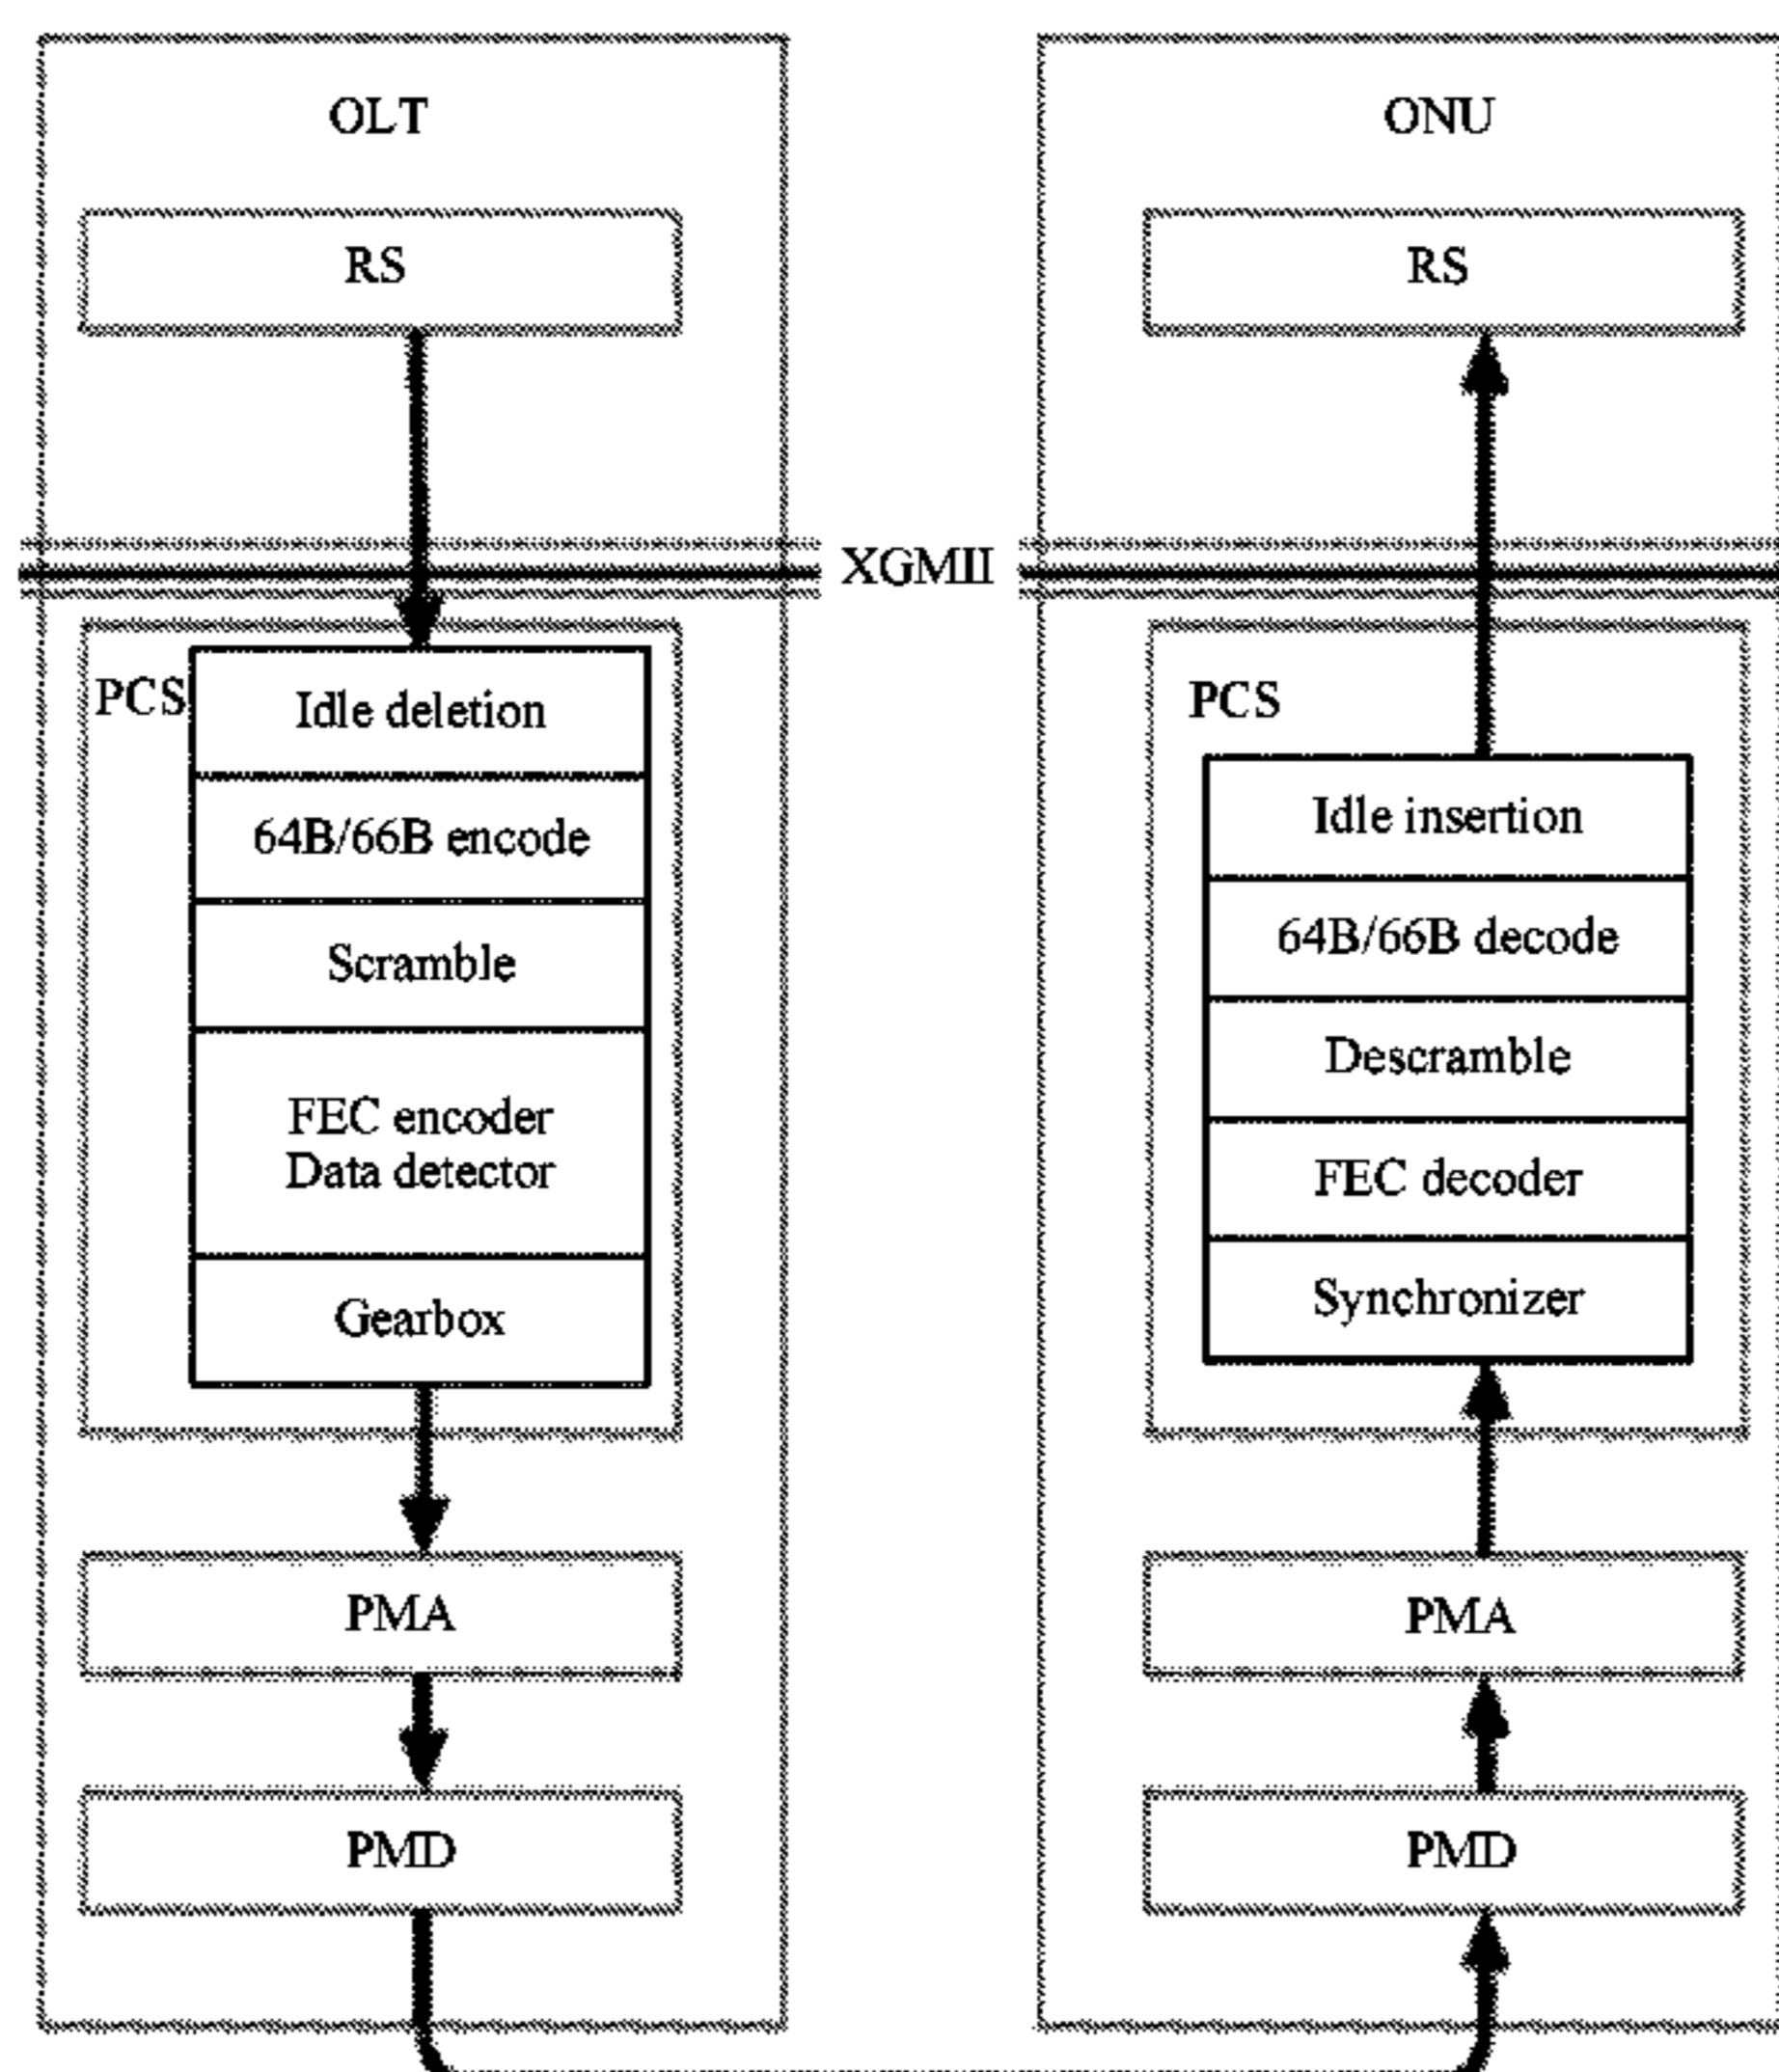 OLT
RS
XGMII
PCS
Idle deletion
64B/66B encode
Scramble
FEC encoder
Data detector
Gearbox
PMA
PMD
ONU
RS
PCS
Idle insertion
64B/66B decode
Descramble
FEC decoder
Synchronizer
PMA
PMD